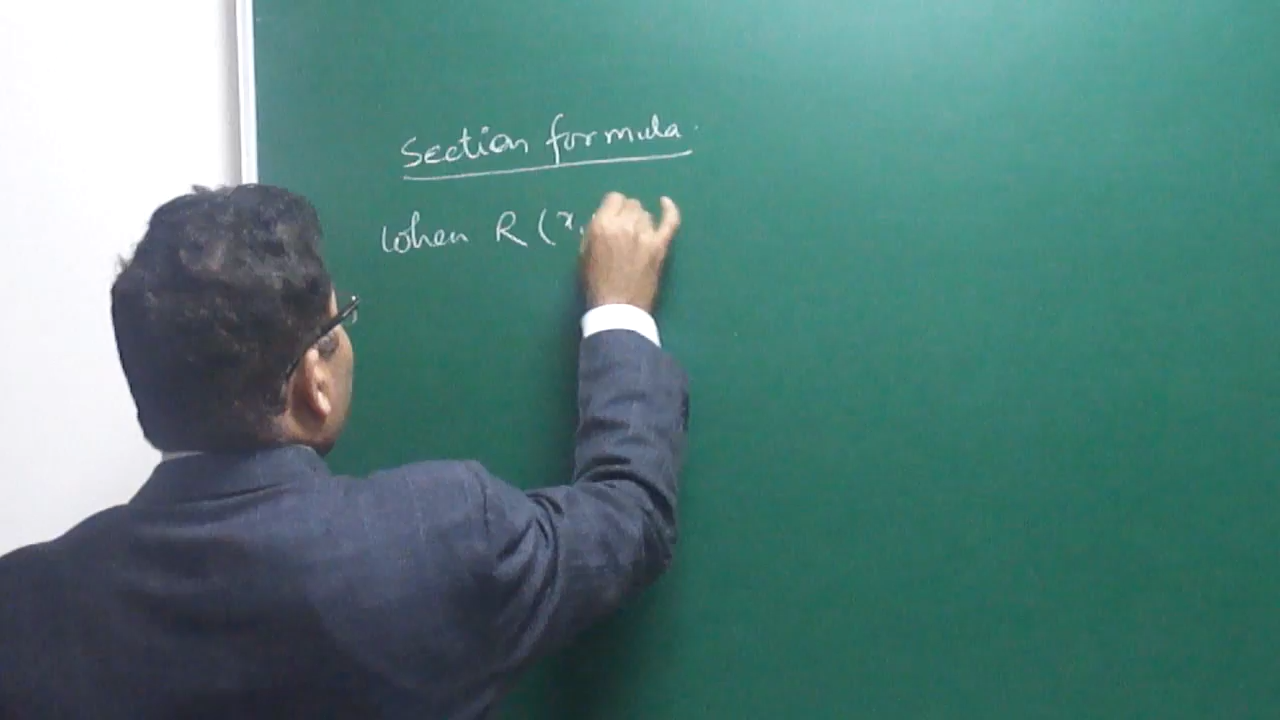 Section formula.
When R (x,